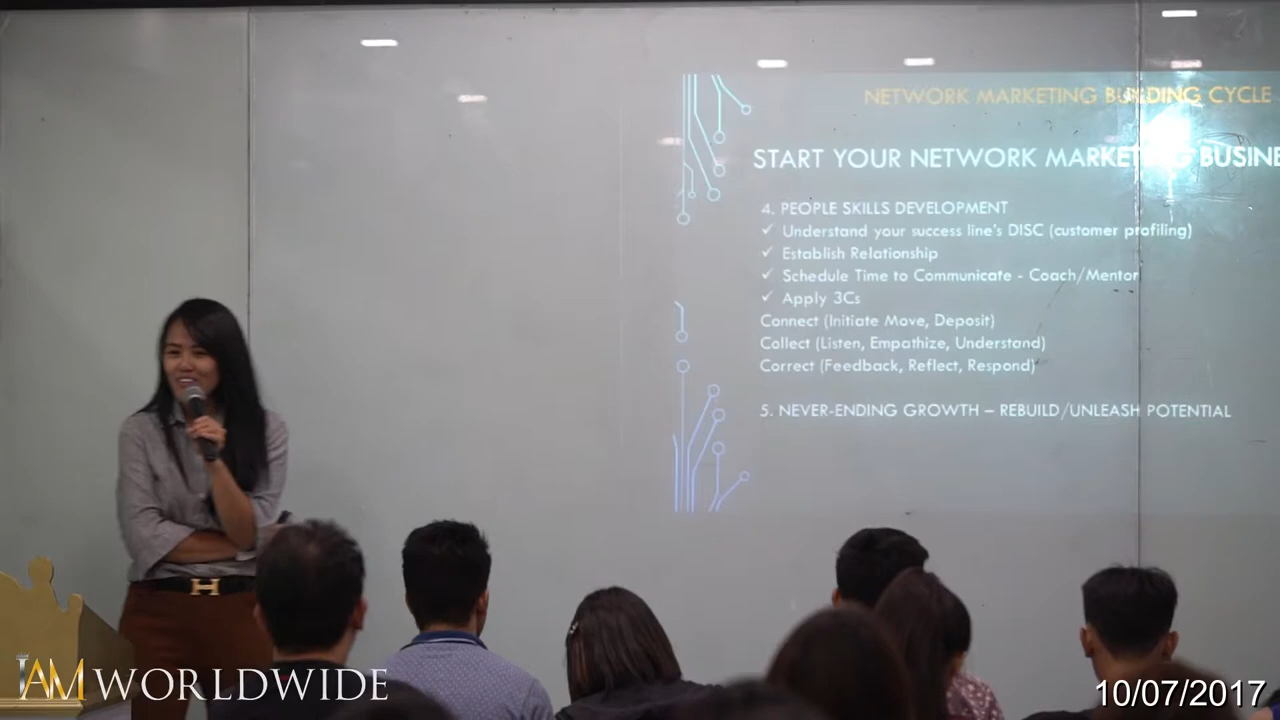 NETWORK MARKETING BUILDING CYCLE
START YOUR NETWORK MARKETING BUSINE
4. PEOPLE SKILLS DEVELOPMENT
✓ Understand your success line's DISC (customer profiling)
✓ Establish Relationship
✓ Schedule Time to Communicate - Coach/Mentor
✓ Apply 3Cs
Connect (Initiate Move, Deposit)
Collect (Listen, Empathize, Understand)
Correct (Feedback, Reflect, Respond)
5. NEVER-ENDING GROWTH – REBUILD/UNLEASH POTENTIAL
H
IAM WORLDWIDE
10/07/2017